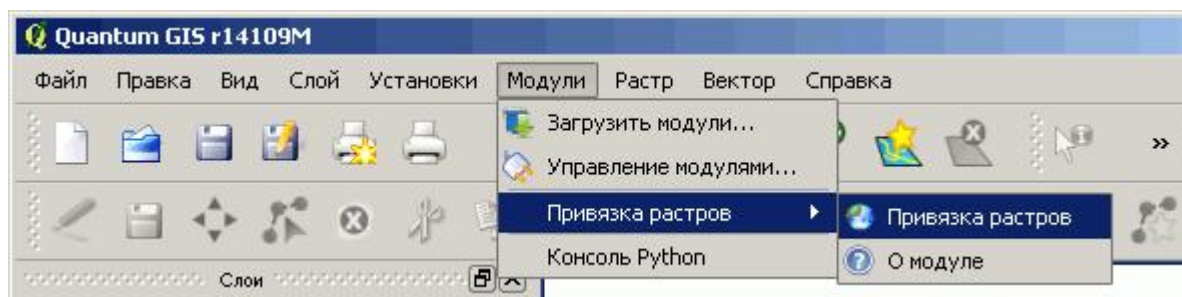 Quantum GIS r14109M
Файл Правка Вид Слой Установки Модули Растр Вектор Справка
Загрузить модули...
Управление модулями...
Привязка растров
Привязка растров
Консоль Python
О модуле
Слои